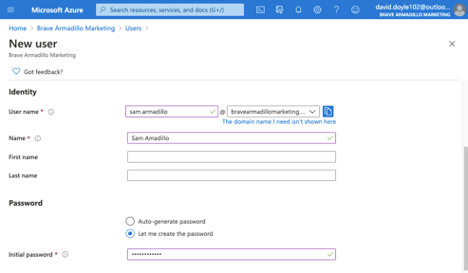 Microsoft Azure
Search resources, services, and docs (G+/)
david.doyle102@outloo...
BRAVE ARMADILLO MARKETING
Home > Brave Armadillo Marketing > Users >
New user
Brave Armadillo Marketing
Got feedback?
Identity
User name * sam.armadillo @ bravearmadillomarketing....
The domain name I need isn't shown here
Name * Sam Amadillo
First name
Last name
Password
Auto-generate password
Let me create the password
Initial password * ••••••••••••